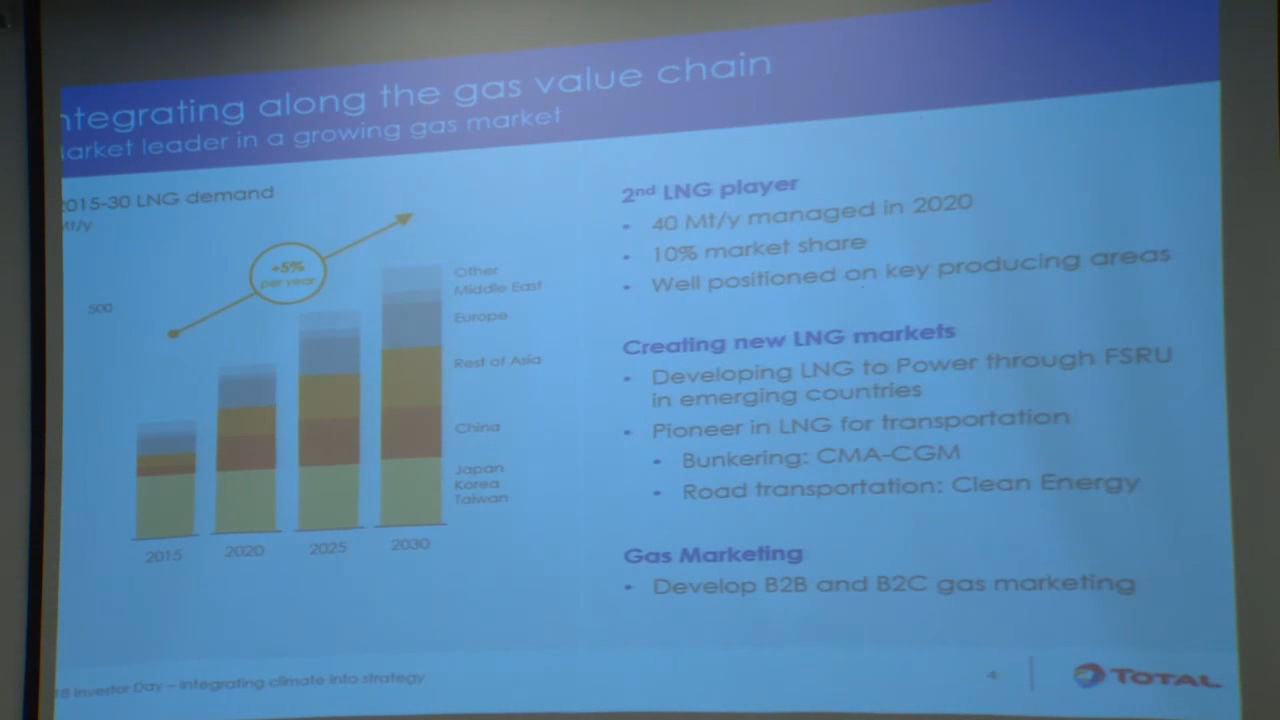 ntegrating along the gas value chain
arket leader in a growing gas market
2015-30 LNG demand
Mt/y
+5%
per year
500
Other
Middle East
Europe
Rest of Asia
China
Japan
Korea
Taiwan
2015 2020 2025 2030
2nd LNG player
• 40 Mt/y managed in 2020
• 10% market share
• Well positioned on key producing areas
Creating new LNG markets
• Developing LNG to Power through FSRU
in emerging countries
• Pioneer in LNG for transportation
• Bunkering: CMA-CGM
• Road transportation: Clean Energy
Gas Marketing
• Develop B2B and B2C gas marketing
18 Investor Day – Integrating climate into strategy
4
TOTAL